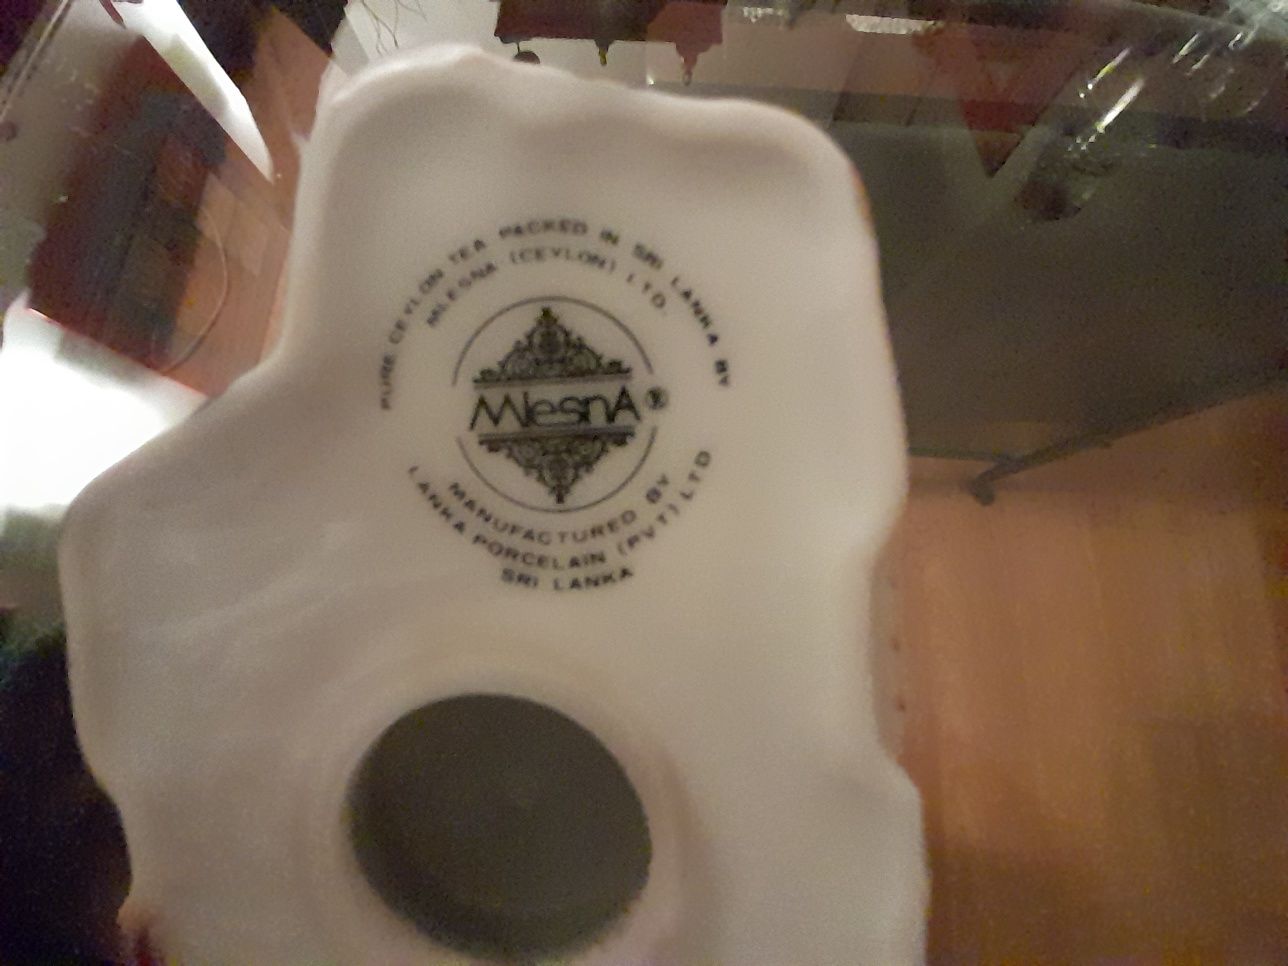 PURE CEYLON TEA PACKED IN SRI LANKA BY
MLESNA (CEYLON) LTD.
MlesnA ®
MANUFACTURED BY
LANKA PORCELAIN (PVT) LTD
SRI LANKA